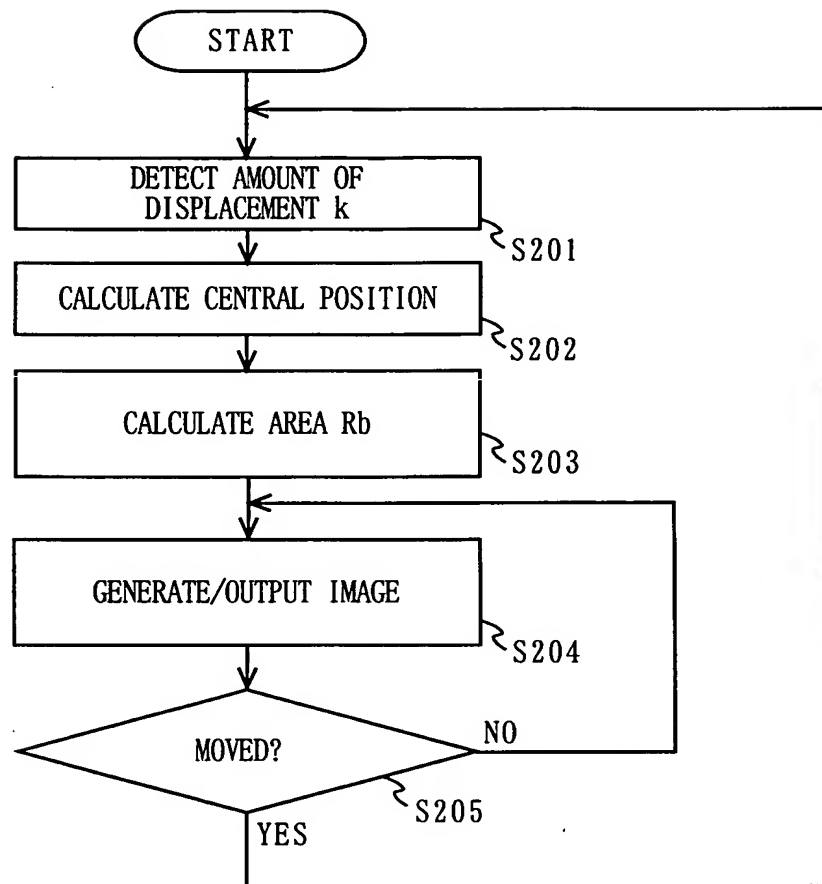 START
DETECT AMOUNT OF
DISPLACEMENT k
S201
CALCULATE CENTRAL POSITION
S202
CALCULATE AREA Rb
S203
GENERATE/OUTPUT IMAGE
S204
MOVED?
NO
S205
YES